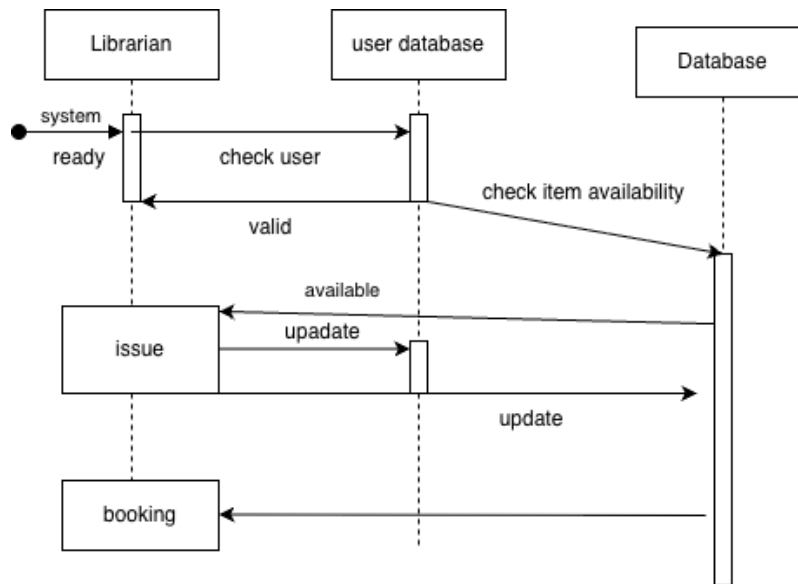 Librarian
user database
Database
system
ready
check user
check item availability
valid
available
issue
upadate
update
booking